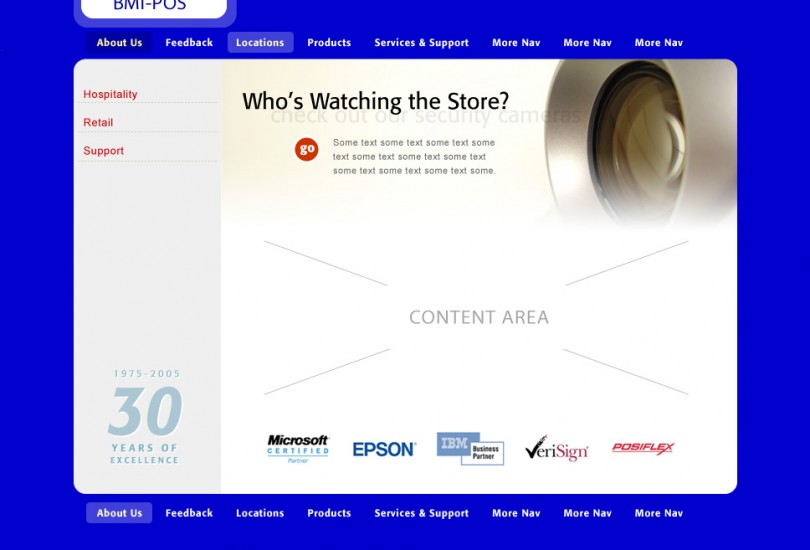 BMI-POS
About Us Feedback Locations Products Services & Support More Nav More Nav More Nav
Hospitality
Retail
Support
Who's Watching the Store?
check out our security cameras
go
Some text some text some text some
text some text some text some text
some text some text some text some.
CONTENT AREA
1975-2005
30
YEARS OF
EXCELLENCE
Microsoft
CERTIFIED
Partner
EPSON
IBM
Business
Partner
VeriSign
POSIFLEX
About Us Feedback Locations Products Services & Support More Nav More Nav More Nav